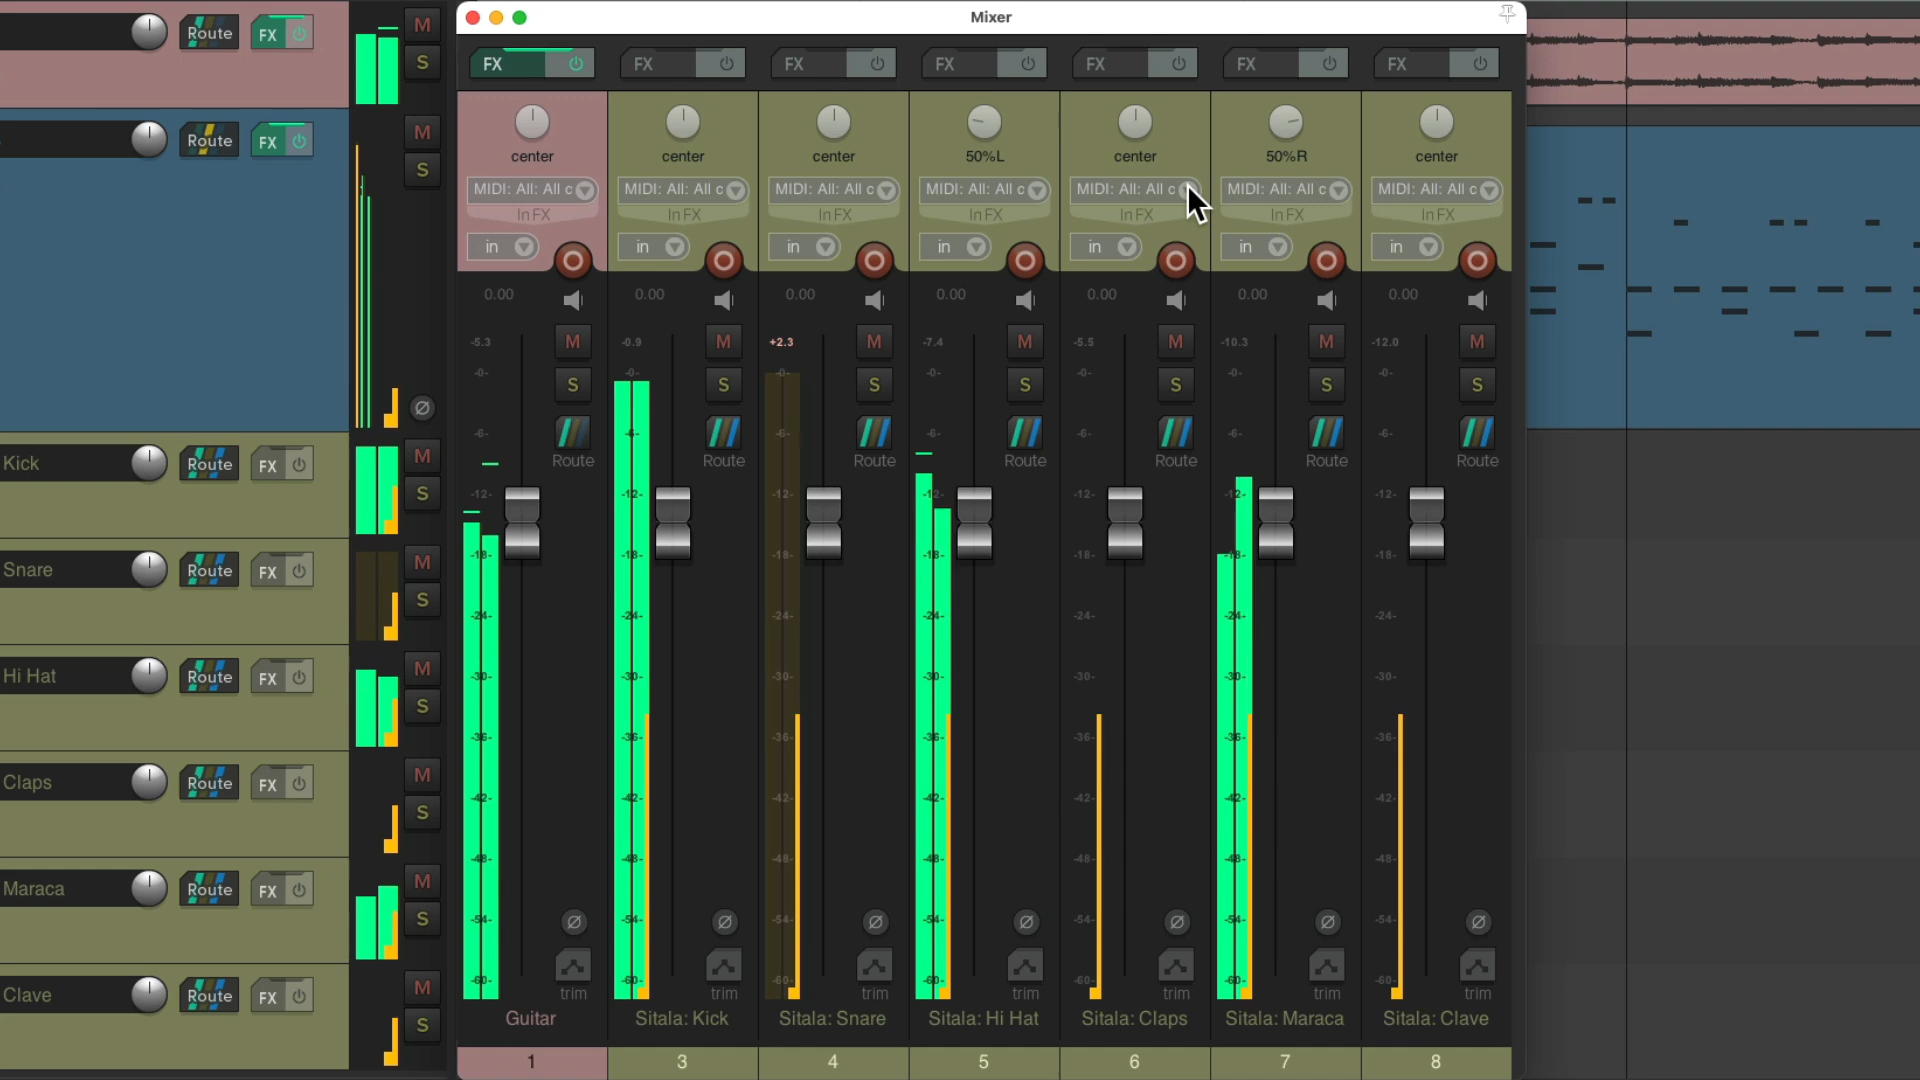 Mixer
Route FX M
S
FX FX FX FX FX FX FX
Route FX M
S
center center center 50%L center 50%R center
MIDI: All: All c MIDI: All: All c MIDI: All: All c MIDI: All: All c MIDI: All: All c MIDI: All: All c MIDI: All: All c
In FX In FX In FX In FX In FX In FX In FX
in in in in in in in
0.00 0.00 0.00 0.00 0.00 0.00 0.00
-5.3 M -0.9 M +2.3 M -7.4 M -5.5 M -10.3 M -12.0 M
-0- -0- -0- -0- -0- -0-
S S S S S S S
Ø
-6- -6- -6- -6- -6- -6-
Route Route Route Route Route Route Route
Kick Route FX M
S
-12- -12- -12- -12- -12- -12- -12-
-18- -18- -18- -18- -18- -18-
Snare Route FX M
S
-24- -24- -24- -24- -24- -24- -24-
Hi Hat Route FX M
S
-30- -30- -30- -30- -30- -30- -30-
-36- -36- -36- -36- -36- -36- -36-
Claps Route FX M
S
-42- -42- -42- -42- -42- -42- -42-
-48- -48- -48- -48- -48- -48- -48-
Maraca Route FX M
S
-54- -54- -54- -54- -54- -54- -54-
Ø Ø Ø Ø Ø Ø Ø
-60- -60- -60- -60- -60- -60- -60-
trim trim trim trim trim trim trim
Clave Route FX M
S
Guitar Sitala: Kick Sitala: Snare Sitala: Hi Hat Sitala: Claps Sitala: Maraca Sitala: Clave
1 3 4 5 6 7 8